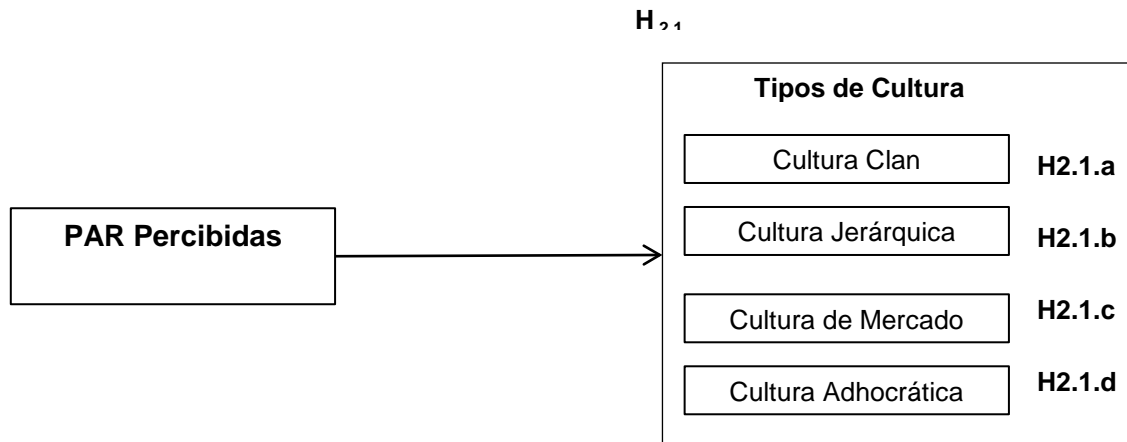 H 2.1
Tipos de Cultura
Cultura Clan
H2.1.a
PAR Percibidas
Cultura Jerárquica
H2.1.b
Cultura de Mercado
H2.1.c
Cultura Adhocrática
H2.1.d